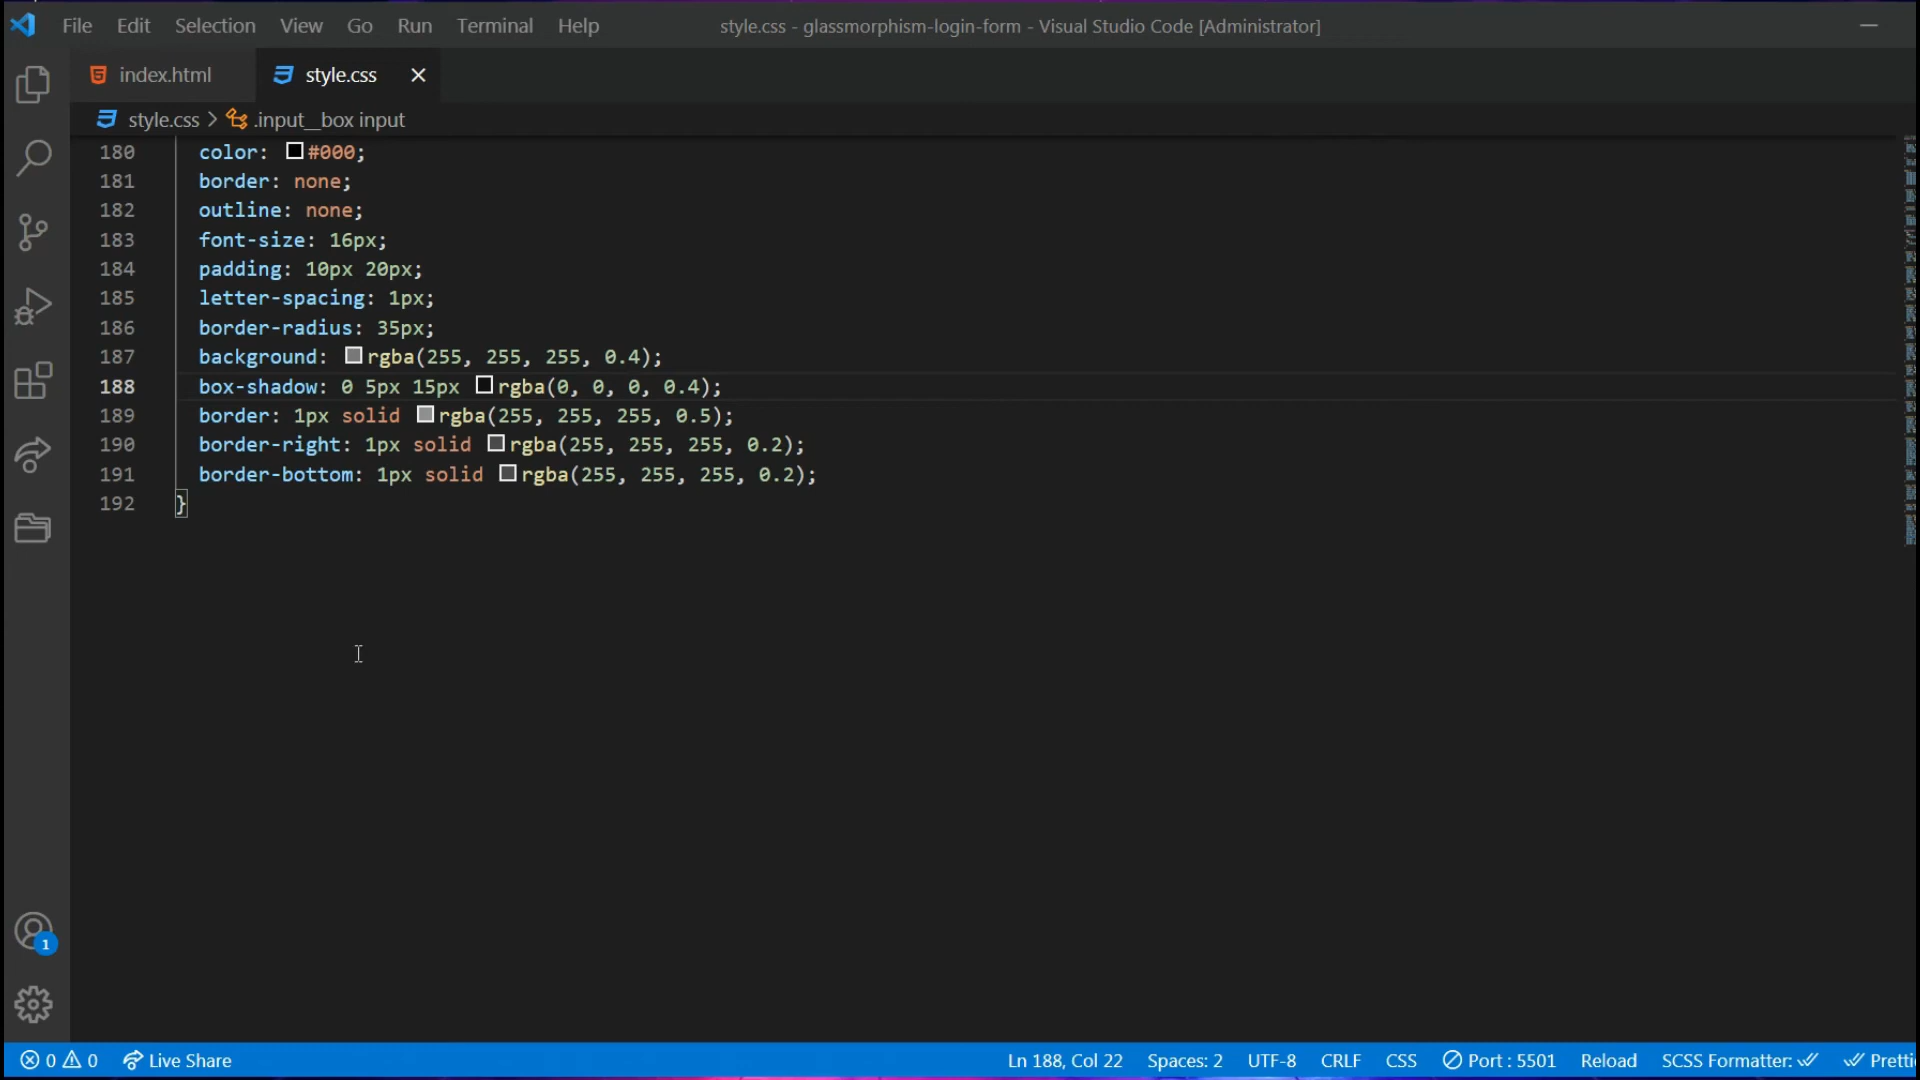 File Edit Selection View Go Run Terminal Help style.css - glassmorphism-login-form - Visual Studio Code [Administrator]
index.html style.css
style.css > .input__box input
180 color: #000;
181 border: none;
182 outline: none;
183 font-size: 16px;
184 padding: 10px 20px;
185 letter-spacing: 1px;
186 border-radius: 35px;
187 background: rgba(255, 255, 255, 0.4);
188 box-shadow: 0 5px 15px rgba(0, 0, 0, 0.4);
189 border: 1px solid rgba(255, 255, 255, 0.5);
190 border-right: 1px solid rgba(255, 255, 255, 0.2);
191 border-bottom: 1px solid rgba(255, 255, 255, 0.2);
192 }
1
0 0 Live Share Ln 188, Col 22 Spaces: 2 UTF-8 CRLF CSS Port : 5501 Reload SCSS Formatter: Pretti